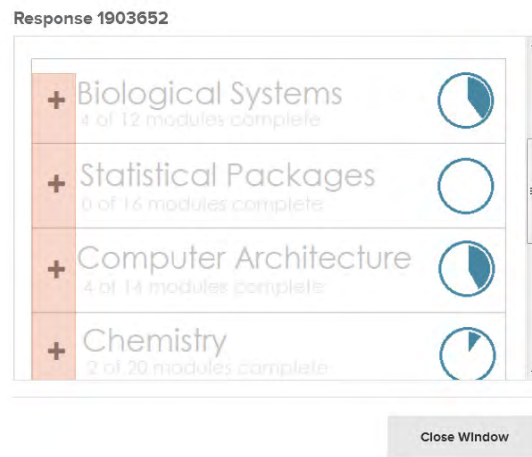 Response 1903652
Biological Systems
4 of 12 modules complete
Statistical Packages
0 of 16 modules complete
Computer Architecture
4 of 14 modules complete
Chemistry
2 of 20 modules complete
Close Window